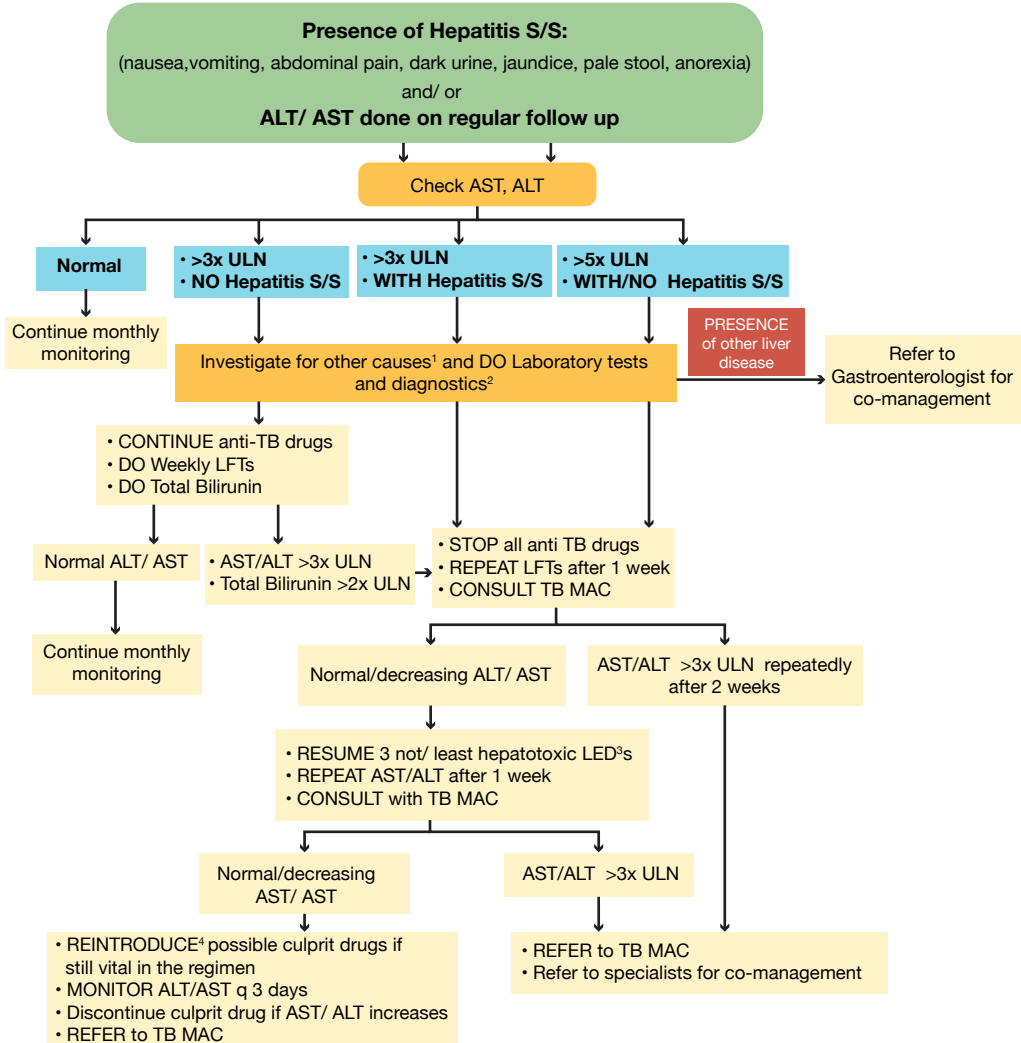 Presence of Hepatitis S/S:
(nausea,vomiting, abdominal pain, dark urine, jaundice, pale stool, anorexia)
and/ or
ALT/ AST done on regular follow up
Check AST, ALT
Normal
• >3x ULN
• NO Hepatitis S/S
• >3x ULN
• WITH Hepatitis S/S
• >5x ULN
• WITH/NO Hepatitis S/S
Continue monthly
monitoring
Investigate for other causes¹ and DO Laboratory tests
and diagnostics²
PRESENCE
of other liver
disease
Refer to
Gastroenterologist for
co-management
• CONTINUE anti-TB drugs
• DO Weekly LFTs
• DO Total Bilirunin
Normal ALT/ AST
• AST/ALT >3x ULN
• Total Bilirunin >2x ULN
• STOP all anti TB drugs
• REPEAT LFTs after 1 week
• CONSULT TB MAC
Continue monthly
monitoring
Normal/decreasing ALT/ AST
AST/ALT >3x ULN repeatedly
after 2 weeks
• RESUME 3 not/ least hepatotoxic LED³s
• REPEAT AST/ALT after 1 week
• CONSULT with TB MAC
Normal/decreasing
AST/ AST
AST/ALT >3x ULN
• REINTRODUCE⁴ possible culprit drugs if
still vital in the regimen
• MONITOR ALT/AST q 3 days
• Discontinue culprit drug if AST/ ALT increases
• REFER to TB MAC
• REFER to TB MAC
• Refer to specialists for co-management